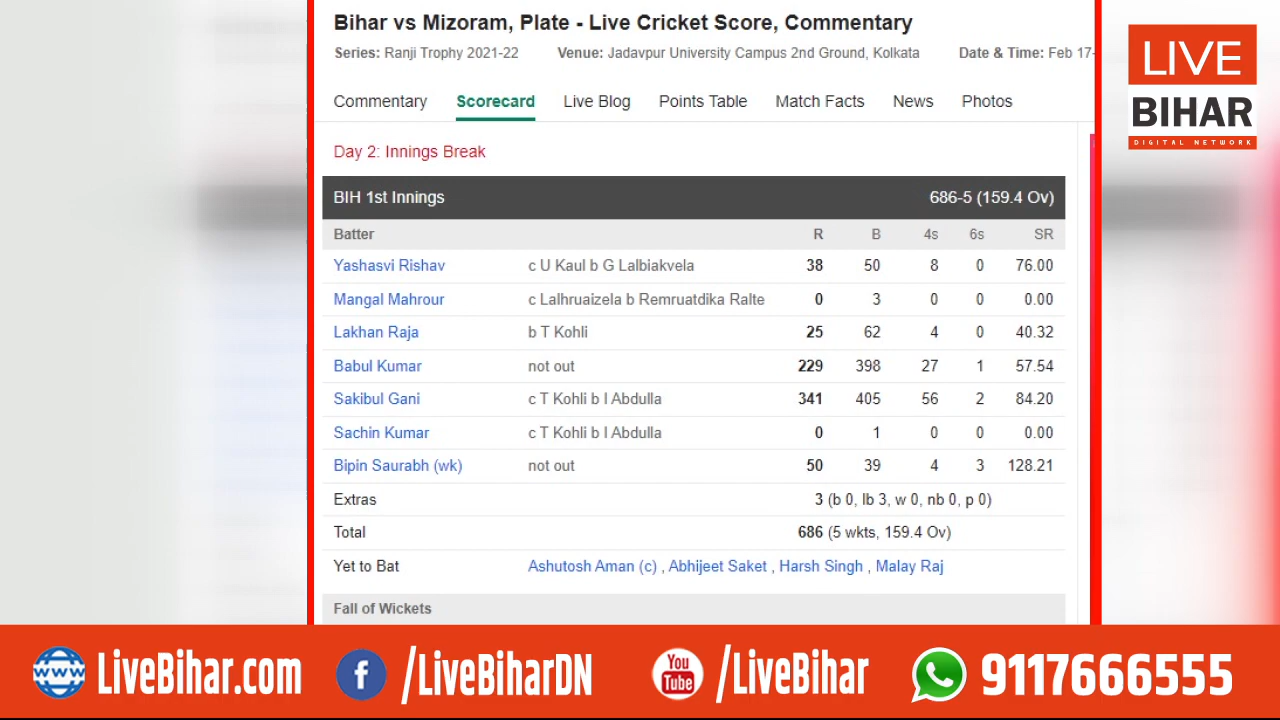 Bihar vs Mizoram, Plate - Live Cricket Score, Commentary
Series: Ranji Trophy 2021-22 Venue: Jadavpur University Campus 2nd Ground, Kolkata Date & Time: Feb 17-
Commentary Scorecard Live Blog Points Table Match Facts News Photos
LIVE
BIHAR
DIGITAL NETWORK
Day 2: Innings Break
BIH 1st Innings 686-5 (159.4 Ov)
Batter R B 4s 6s SR
Yashasvi Rishav c U Kaul b G Lalbiakvela 38 50 8 0 76.00
Mangal Mahrour c Lalhruaizela b Remruatdika Ralte 0 3 0 0 0.00
Lakhan Raja b T Kohli 25 62 4 0 40.32
Babul Kumar not out 229 398 27 1 57.54
Sakibul Gani c T Kohli b I Abdulla 341 405 56 2 84.20
Sachin Kumar c T Kohli b I Abdulla 0 1 0 0 0.00
Bipin Saurabh (wk) not out 50 39 4 3 128.21
Extras 3 (b 0, lb 3, w 0, nb 0, p 0)
Total 686 (5 wkts, 159.4 Ov)
Yet to Bat Ashutosh Aman (c) , Abhijeet Saket , Harsh Singh , Malay Raj
Fall of Wickets
www LiveBihar.com f /LiveBiharDN You Tube /LiveBihar 9117666555